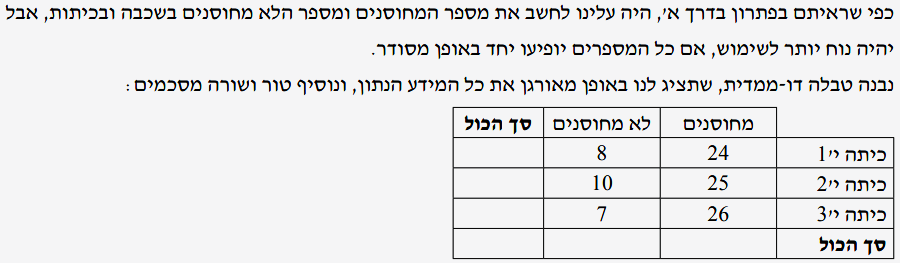 כפי שראיתם בפתרון בדרך א׳, היה עלינו לחשב את מספר המחוסנים ומספר הלא מחוסנים בשכבה ובכיתות, אבל
יהיה נוח יותר לשימוש, אם כל המספרים יופיעו יחד באופן מסודר.
נבנה טבלה דו-ממדית, שתציג לנו באופן מאורגן את כל המידע הנתון, ונוסיף טור ושורה מסכמים:
מחוסנים לא מחוסנים סך הכול
כיתה י׳1 24 8
כיתה י׳2 25 10
כיתה י׳3 26 7
סך הכול